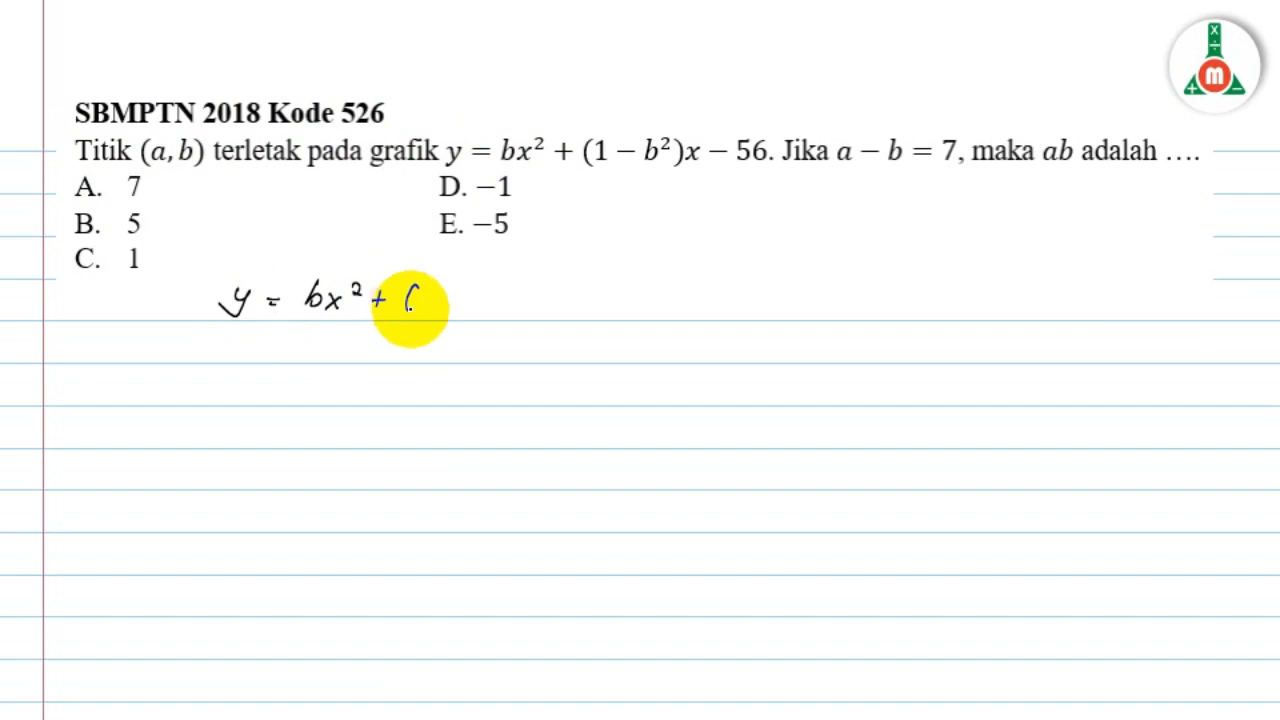 SBMPTN 2018 Kode 526
Titik (a, b) terletak pada grafik y = bx² + (1 − b²)x − 56. Jika a − b = 7, maka ab adalah ….
A. 7 D. −1
B. 5 E. −5
C. 1
y = bx² + (
x
÷
m
+ −